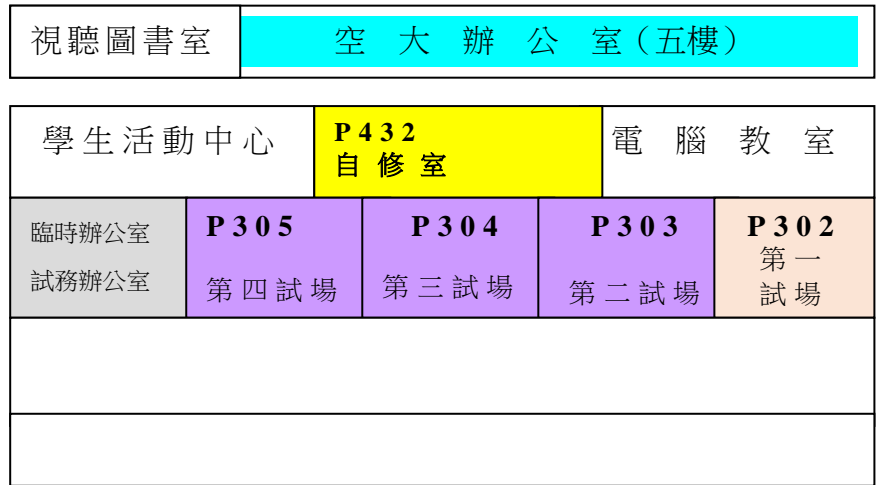 視聽圖書室
空大辦公室（五樓）
學生活動中心
P432
自修室
電腦教室
臨時辦公室
試務辦公室
P305
第四試場
P304
第三試場
P303
第二試場
P302
第一
試場